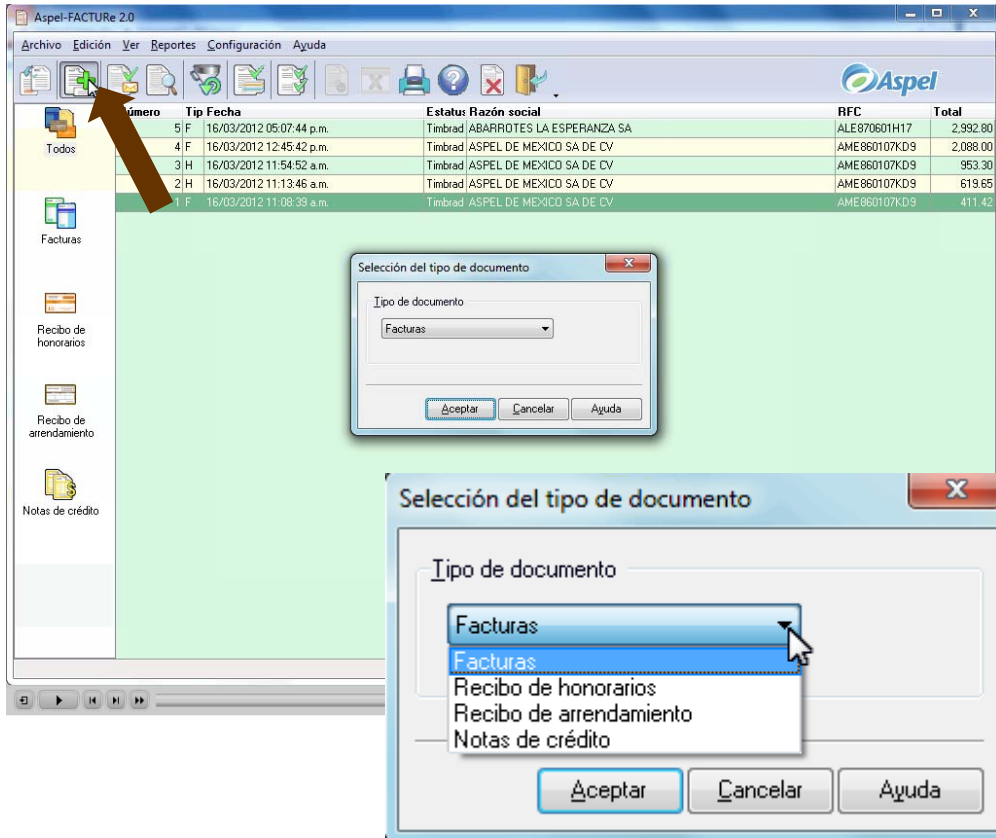 Aspel-FACTURe 2.0
Archivo Edición Ver Reportes Configuración Ayuda
Aspel
Número Tip Fecha Estatus Razón social RFC Total
5 F 16/03/2012 05:07:44 p.m. Timbrad ABARROTES LA ESPERANZA SA ALE870601H17 2,992.80
4 F 16/03/2012 12:45:42 p.m. Timbrad ASPEL DE MEXICO SA DE CV AME860107KD9 2,088.00
3 H 16/03/2012 11:54:52 a.m. Timbrad ASPEL DE MEXICO SA DE CV AME860107KD9 953.30
2 H 16/03/2012 11:13:46 a.m. Timbrad ASPEL DE MEXICO SA DE CV AME860107KD9 619.65
1 F 16/03/2012 11:08:39 a.m. Timbrad ASPEL DE MEXICO SA DE CV AME860107KD9 411.42
Todos
Facturas
Recibo de
honorarios
Recibo de
arrendamiento
Notas de crédito
Selección del tipo de documento
Tipo de documento
Facturas
Aceptar Cancelar Ayuda
Selección del tipo de documento
Tipo de documento
Facturas
Facturas
Recibo de honorarios
Recibo de arrendamiento
Notas de crédito
Aceptar Cancelar Ayuda